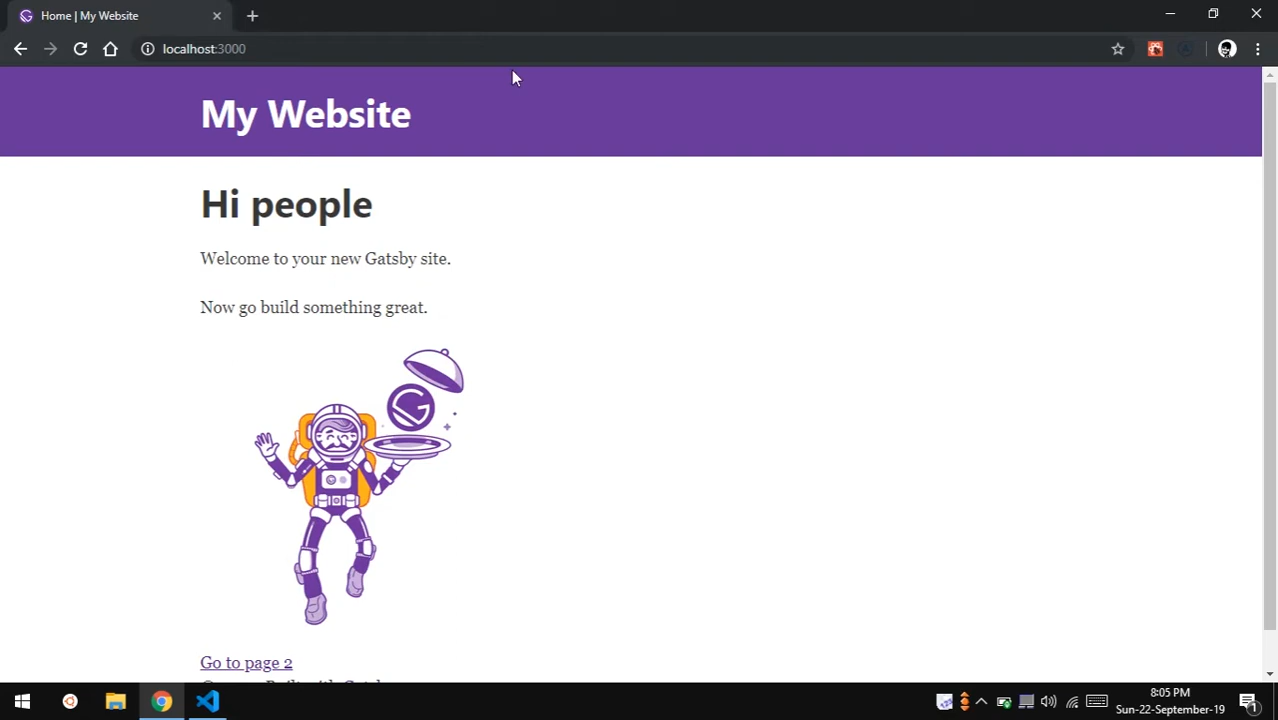 Home | My Website
localhost:3000
My Website
Hi people
Welcome to your new Gatsby site.
Now go build something great.
Go to page 2
8:05 PM
Sun-22-September-19
1